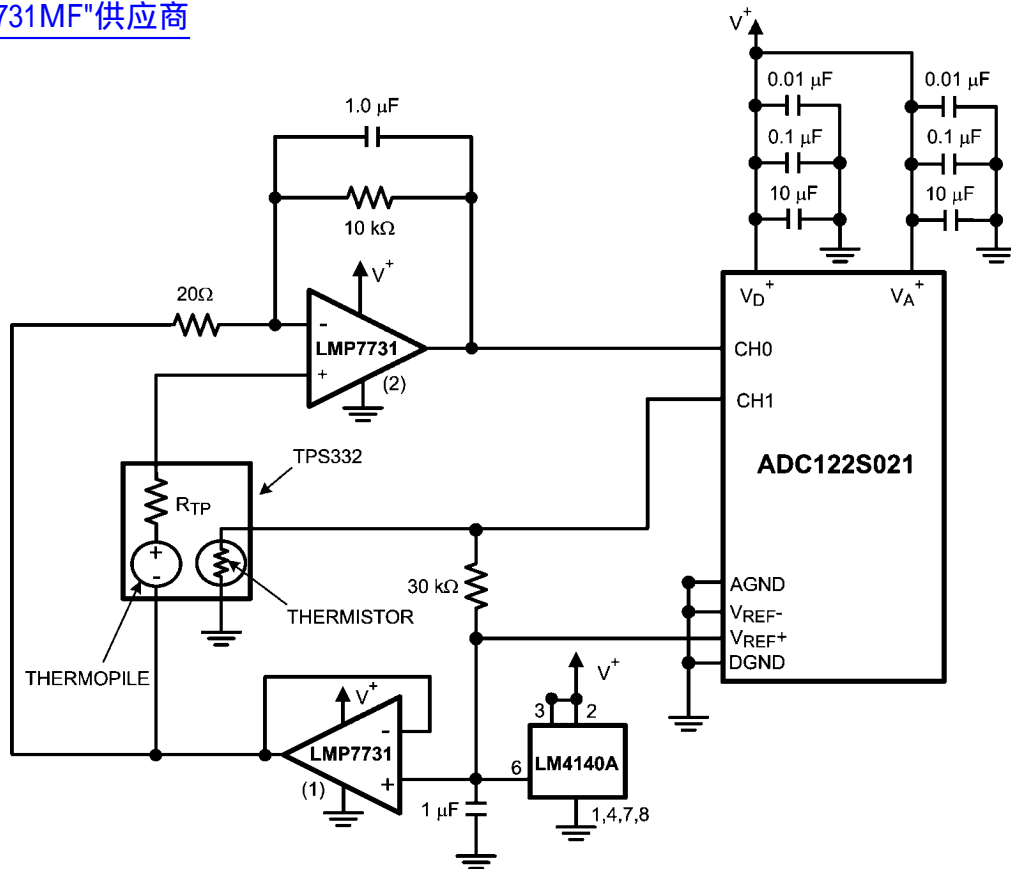 731MF"供应商
V+
0.01 µF
0.01 µF
1.0 µF
0.1 µF
0.1 µF
10 kΩ
10 µF
10 µF
V+
20Ω
VD+
VA+
-
LMP7731
+
(2)
CH0
CH1
TPS332
ADC122S021
RTP
+
-
30 kΩ
AGND
THERMISTOR
VREF-
VREF+
DGND
THERMOPILE
V+
V+
3
2
-
LMP7731
+
(1)
6
LM4140A
1 µF
1,4,7,8